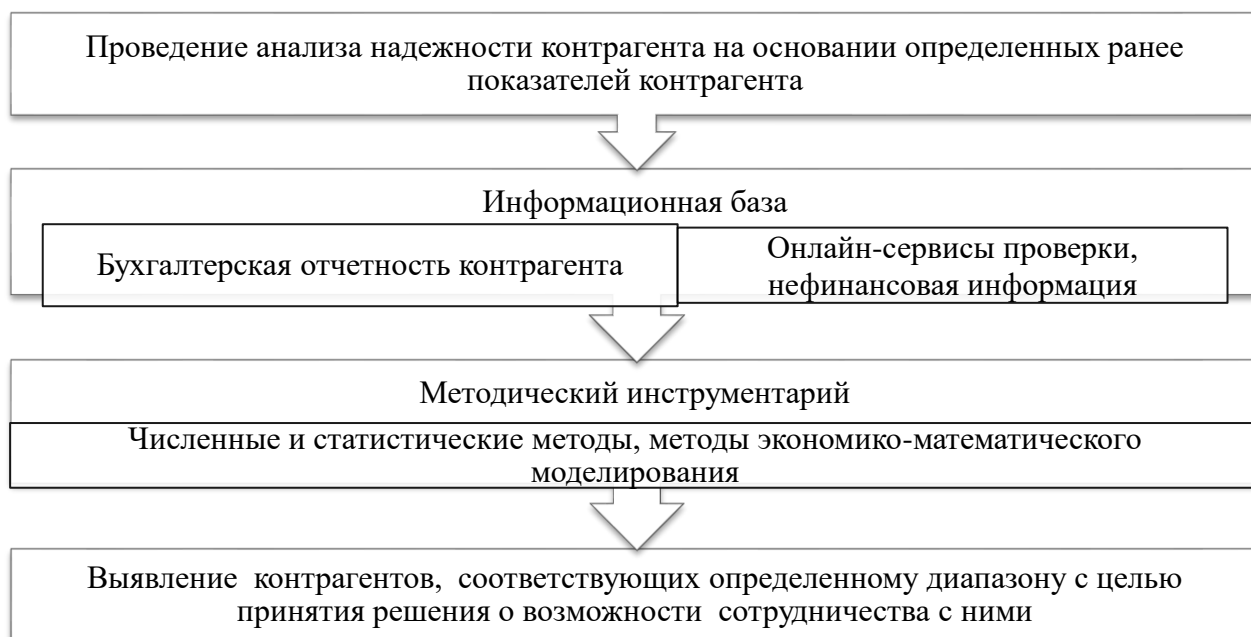 Проведение анализа надежности контрагента на основании определенных ранее
показателей контрагента
Информационная база
Бухгалтерская отчетность контрагента
Онлайн-сервисы проверки,
нефинансовая информация
Методический инструментарий
Численные и статистические методы, методы экономико-математического
моделирования
Выявление контрагентов, соответствующих определенному диапазону с целью
принятия решения о возможности сотрудничества с ними